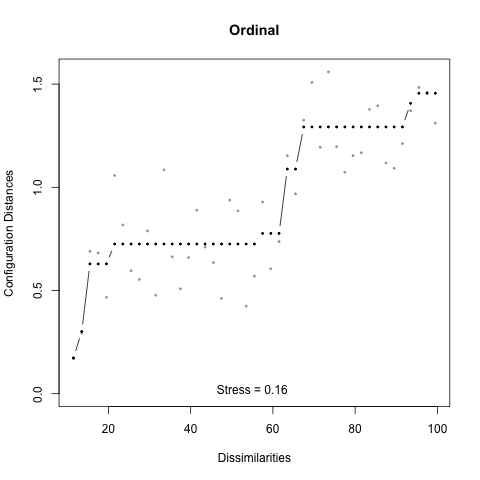 Ordinal
Configuration Distances
1.5
1.0
0.5
0.0
Stress = 0.16
20 40 60 80 100
Dissimilarities